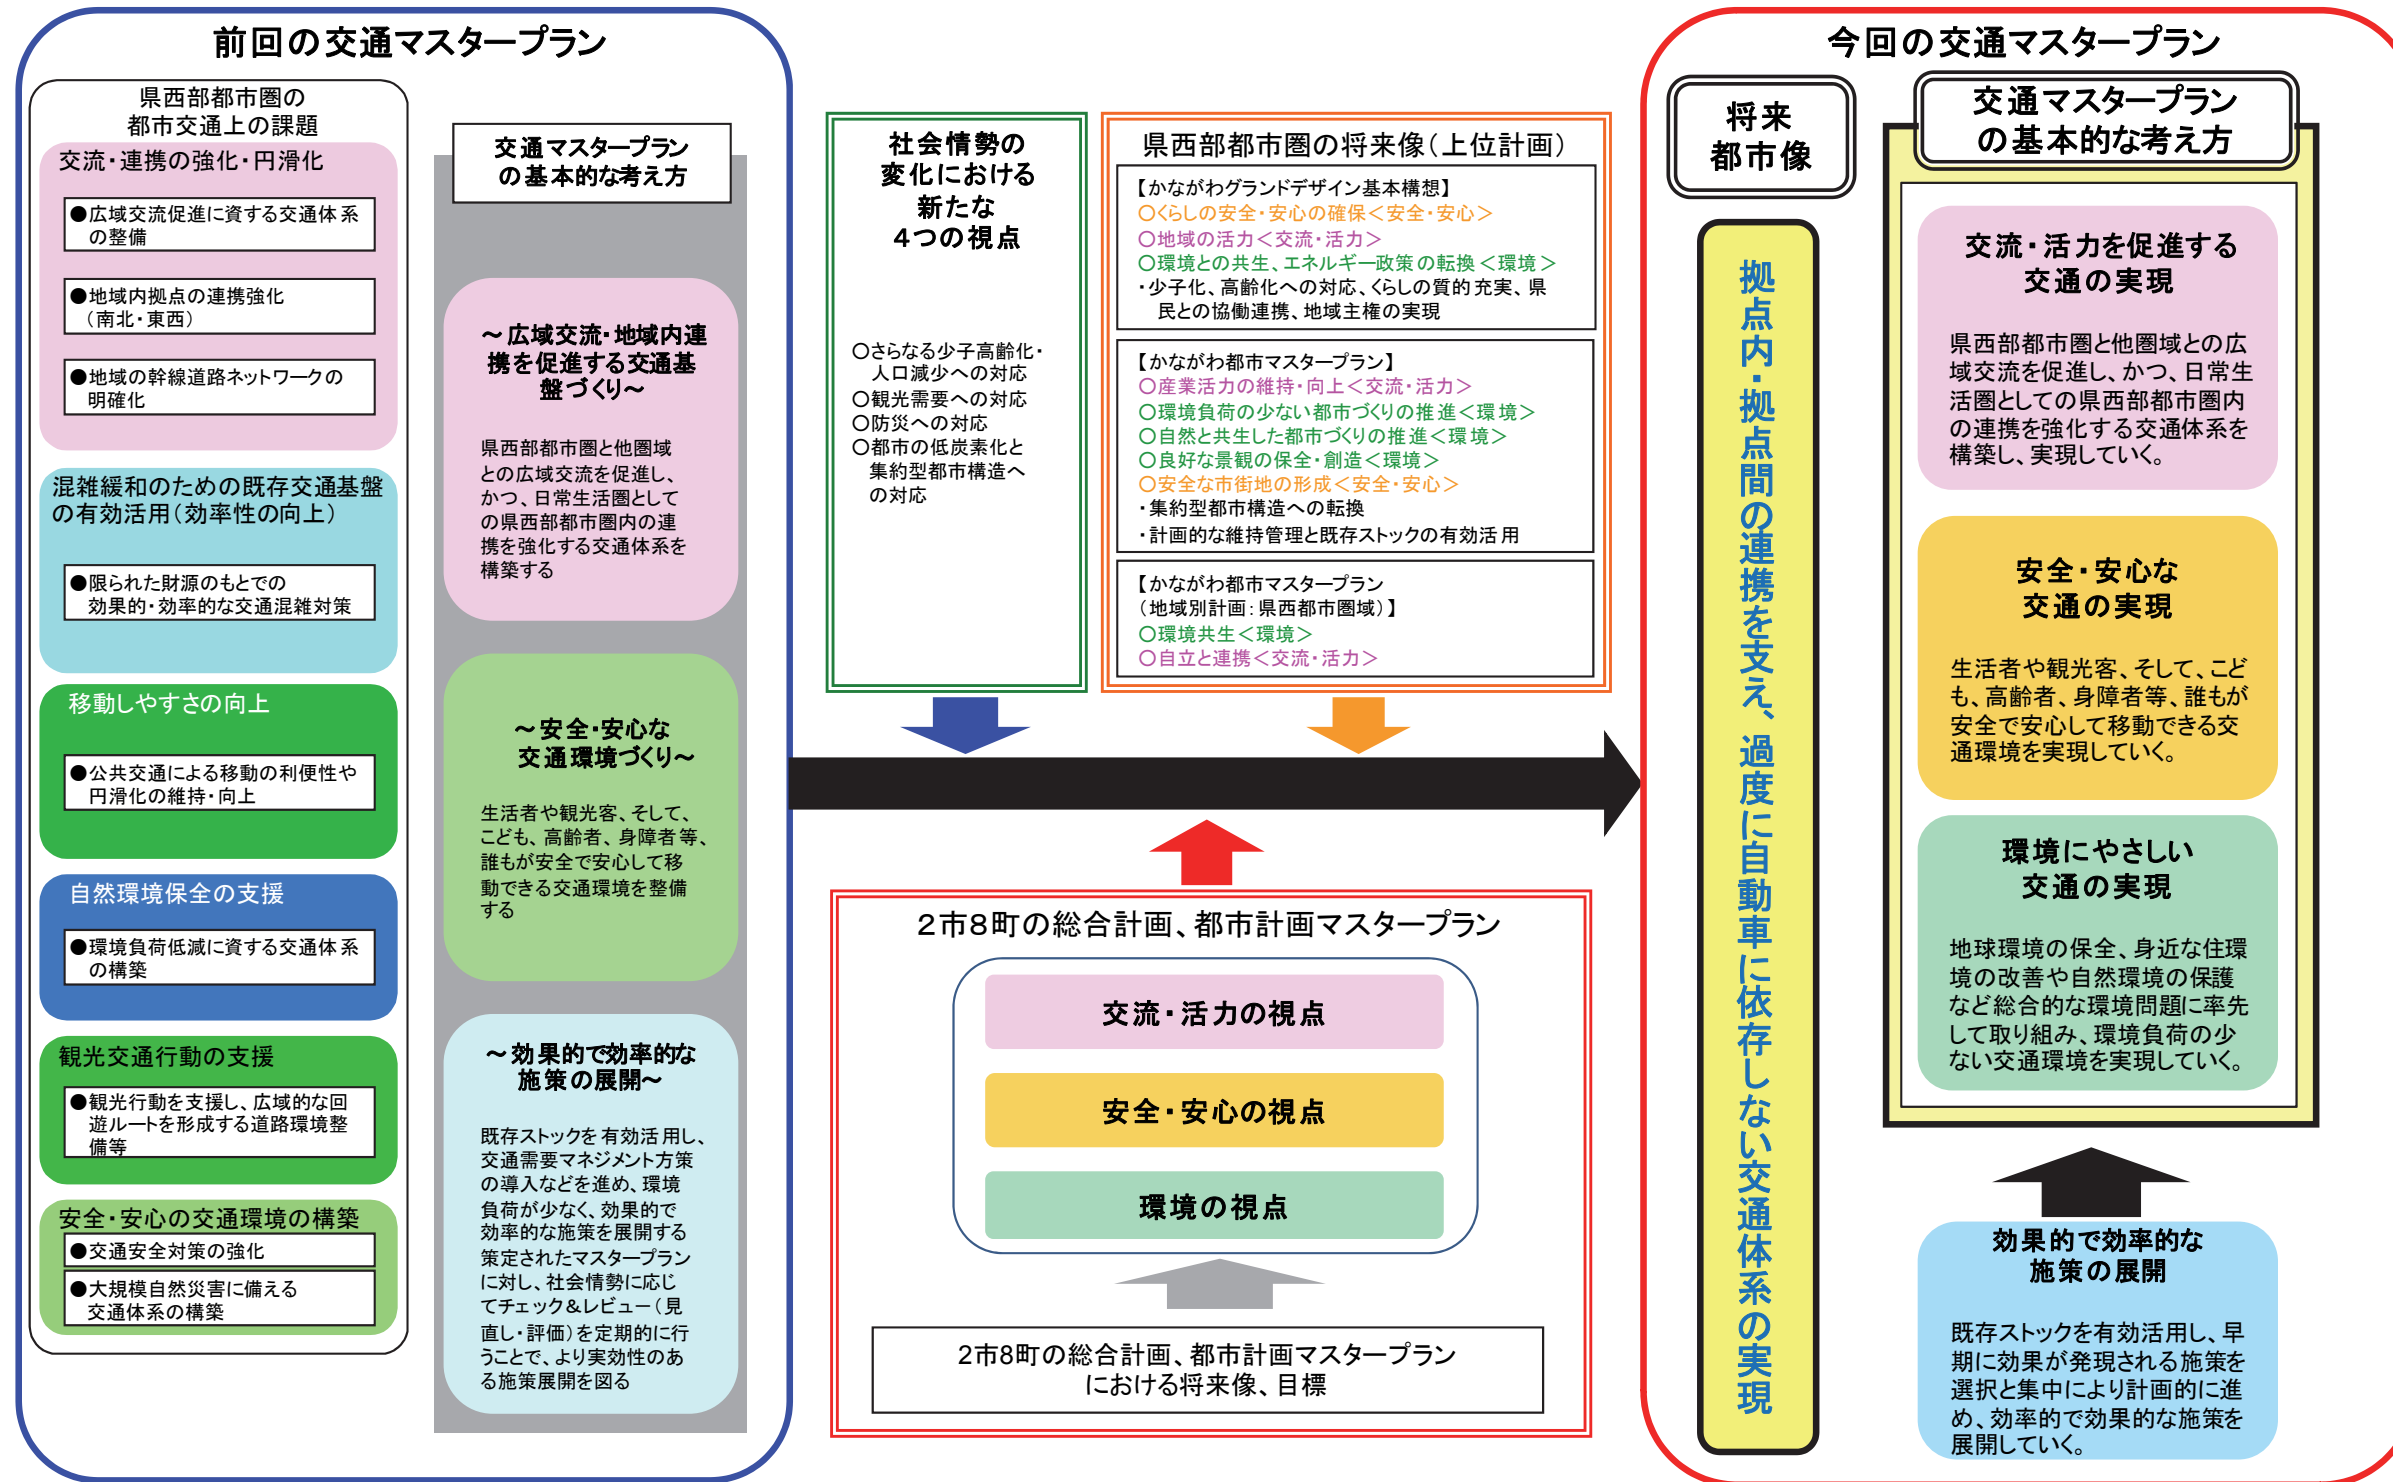 前回の交通マスタープラン
県西部都市圏の
都市交通上の課題
交流・連携の強化・円滑化
●広域交流促進に資する交通体系
の整備
●地域内拠点の連携強化
（南北・東西）
●地域の幹線道路ネットワークの
明確化
混雑緩和のための既存交通基盤
の有効活用（効率性の向上）
●限られた財源のもとでの
効果的・効率的な交通混雑対策
移動しやすさの向上
●公共交通による移動の利便性や
円滑化の維持・向上
自然環境保全の支援
●環境負荷低減に資する交通体系
の構築
観光交通行動の支援
●観光行動を支援し、広域的な回
遊ルートを形成する道路環境整
備等
安全・安心の交通環境の構築
●交通安全対策の強化
●大規模自然災害に備える
交通体系の構築
交通マスタープラン
の基本的な考え方
～広域交流・地域内連
携を促進する交通基
盤づくり～
県西部都市圏と他圏域
との広域交流を促進し、
かつ、日常生活圏として
の県西部都市圏内の連
携を強化する交通体系を
構築する
～安全・安心な
交通環境づくり～
生活者や観光客、そして、
こども、高齢者、身障者等、
誰もが安全で安心して移
動できる交通環境を整備
する
～効果的で効率的な
施策の展開～
既存ストックを有効活用し、
交通需要マネジメント方策
の導入などを進め、環境
負荷が少なく、効果的で
効率的な施策を展開する
策定されたマスタープラン
に対し、社会情勢に応じ
てチェック＆レビュー（見
直し・評価）を定期的に行
うことで、より実効性のあ
る施策展開を図る
社会情勢の
変化における
新たな
４つの視点
○さらなる少子高齢化・
人口減少への対応
○観光需要への対応
○防災への対応
○都市の低炭素化と
集約型都市構造へ
の対応
県西部都市圏の将来像（上位計画）
【かながわグランドデザイン基本構想】
○くらしの安全・安心の確保＜安全・安心＞
○地域の活力＜交流・活力＞
○環境との共生、エネルギー政策の転換＜環境＞
・少子化、高齢化への対応、くらしの質的充実、県
民との協働連携、地域主権の実現
【かながわ都市マスタープラン】
○産業活力の維持・向上＜交流・活力＞
○環境負荷の少ない都市づくりの推進＜環境＞
○自然と共生した都市づくりの推進＜環境＞
○良好な景観の保全・創造＜環境＞
○安全な市街地の形成＜安全・安心＞
・集約型都市構造への転換
・計画的な維持管理と既存ストックの有効活用
【かながわ都市マスタープラン
（地域別計画：県西都市圏域）】
○環境共生＜環境＞
○自立と連携＜交流・活力＞
２市８町の総合計画、都市計画マスタープラン
交流・活力の視点
安全・安心の視点
環境の視点
２市８町の総合計画、都市計画マスタープラン
における将来像、目標
今回の交通マスタープラン
将来
都市像
拠点内・拠点間の連携を支え、過度に自動車に依存しない交通体系の実現
交通マスタープラン
の基本的な考え方
交流・活力を促進する
交通の実現
県西部都市圏と他圏域との広
域交流を促進し、かつ、日常生
活圏としての県西部都市圏内
の連携を強化する交通体系を
構築し、実現していく。
安全・安心な
交通の実現
生活者や観光客、そして、こど
も、高齢者、身障者等、誰もが
安全で安心して移動できる交
通環境を実現していく。
環境にやさしい
交通の実現
地球環境の保全、身近な住環
境の改善や自然環境の保護
など総合的な環境問題に率先
して取り組み、環境負荷の少
ない交通環境を実現していく。
効果的で効率的な
施策の展開
既存ストックを有効活用し、早
期に効果が発現される施策を
選択と集中により計画的に進
め、効率的で効果的な施策を
展開していく。